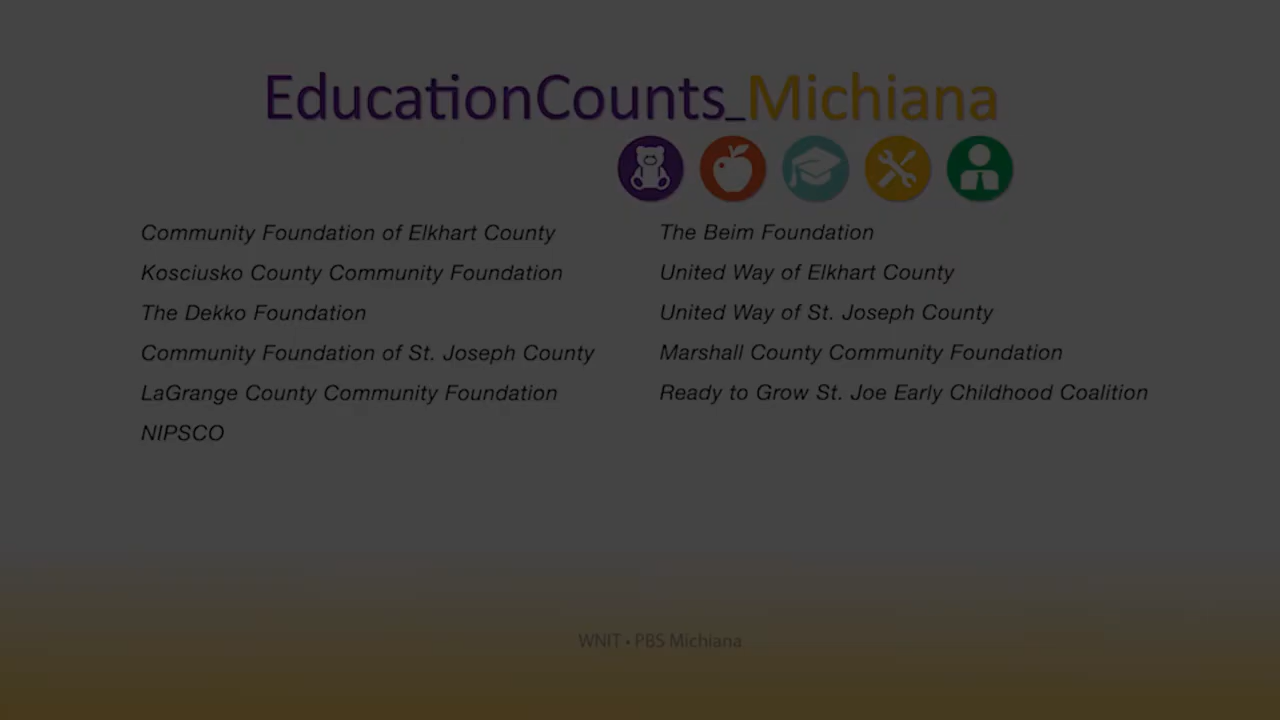 EducationCounts_Michiana
Community Foundation of Elkhart County
Kosciusko County Community Foundation
The Dekko Foundation
Community Foundation of St. Joseph County
LaGrange County Community Foundation
NIPSCO
The Beim Foundation
United Way of Elkhart County
United Way of St. Joseph County
Marshall County Community Foundation
Ready to Grow St. Joe Early Childhood Coalition
WNIT • PBS Michiana